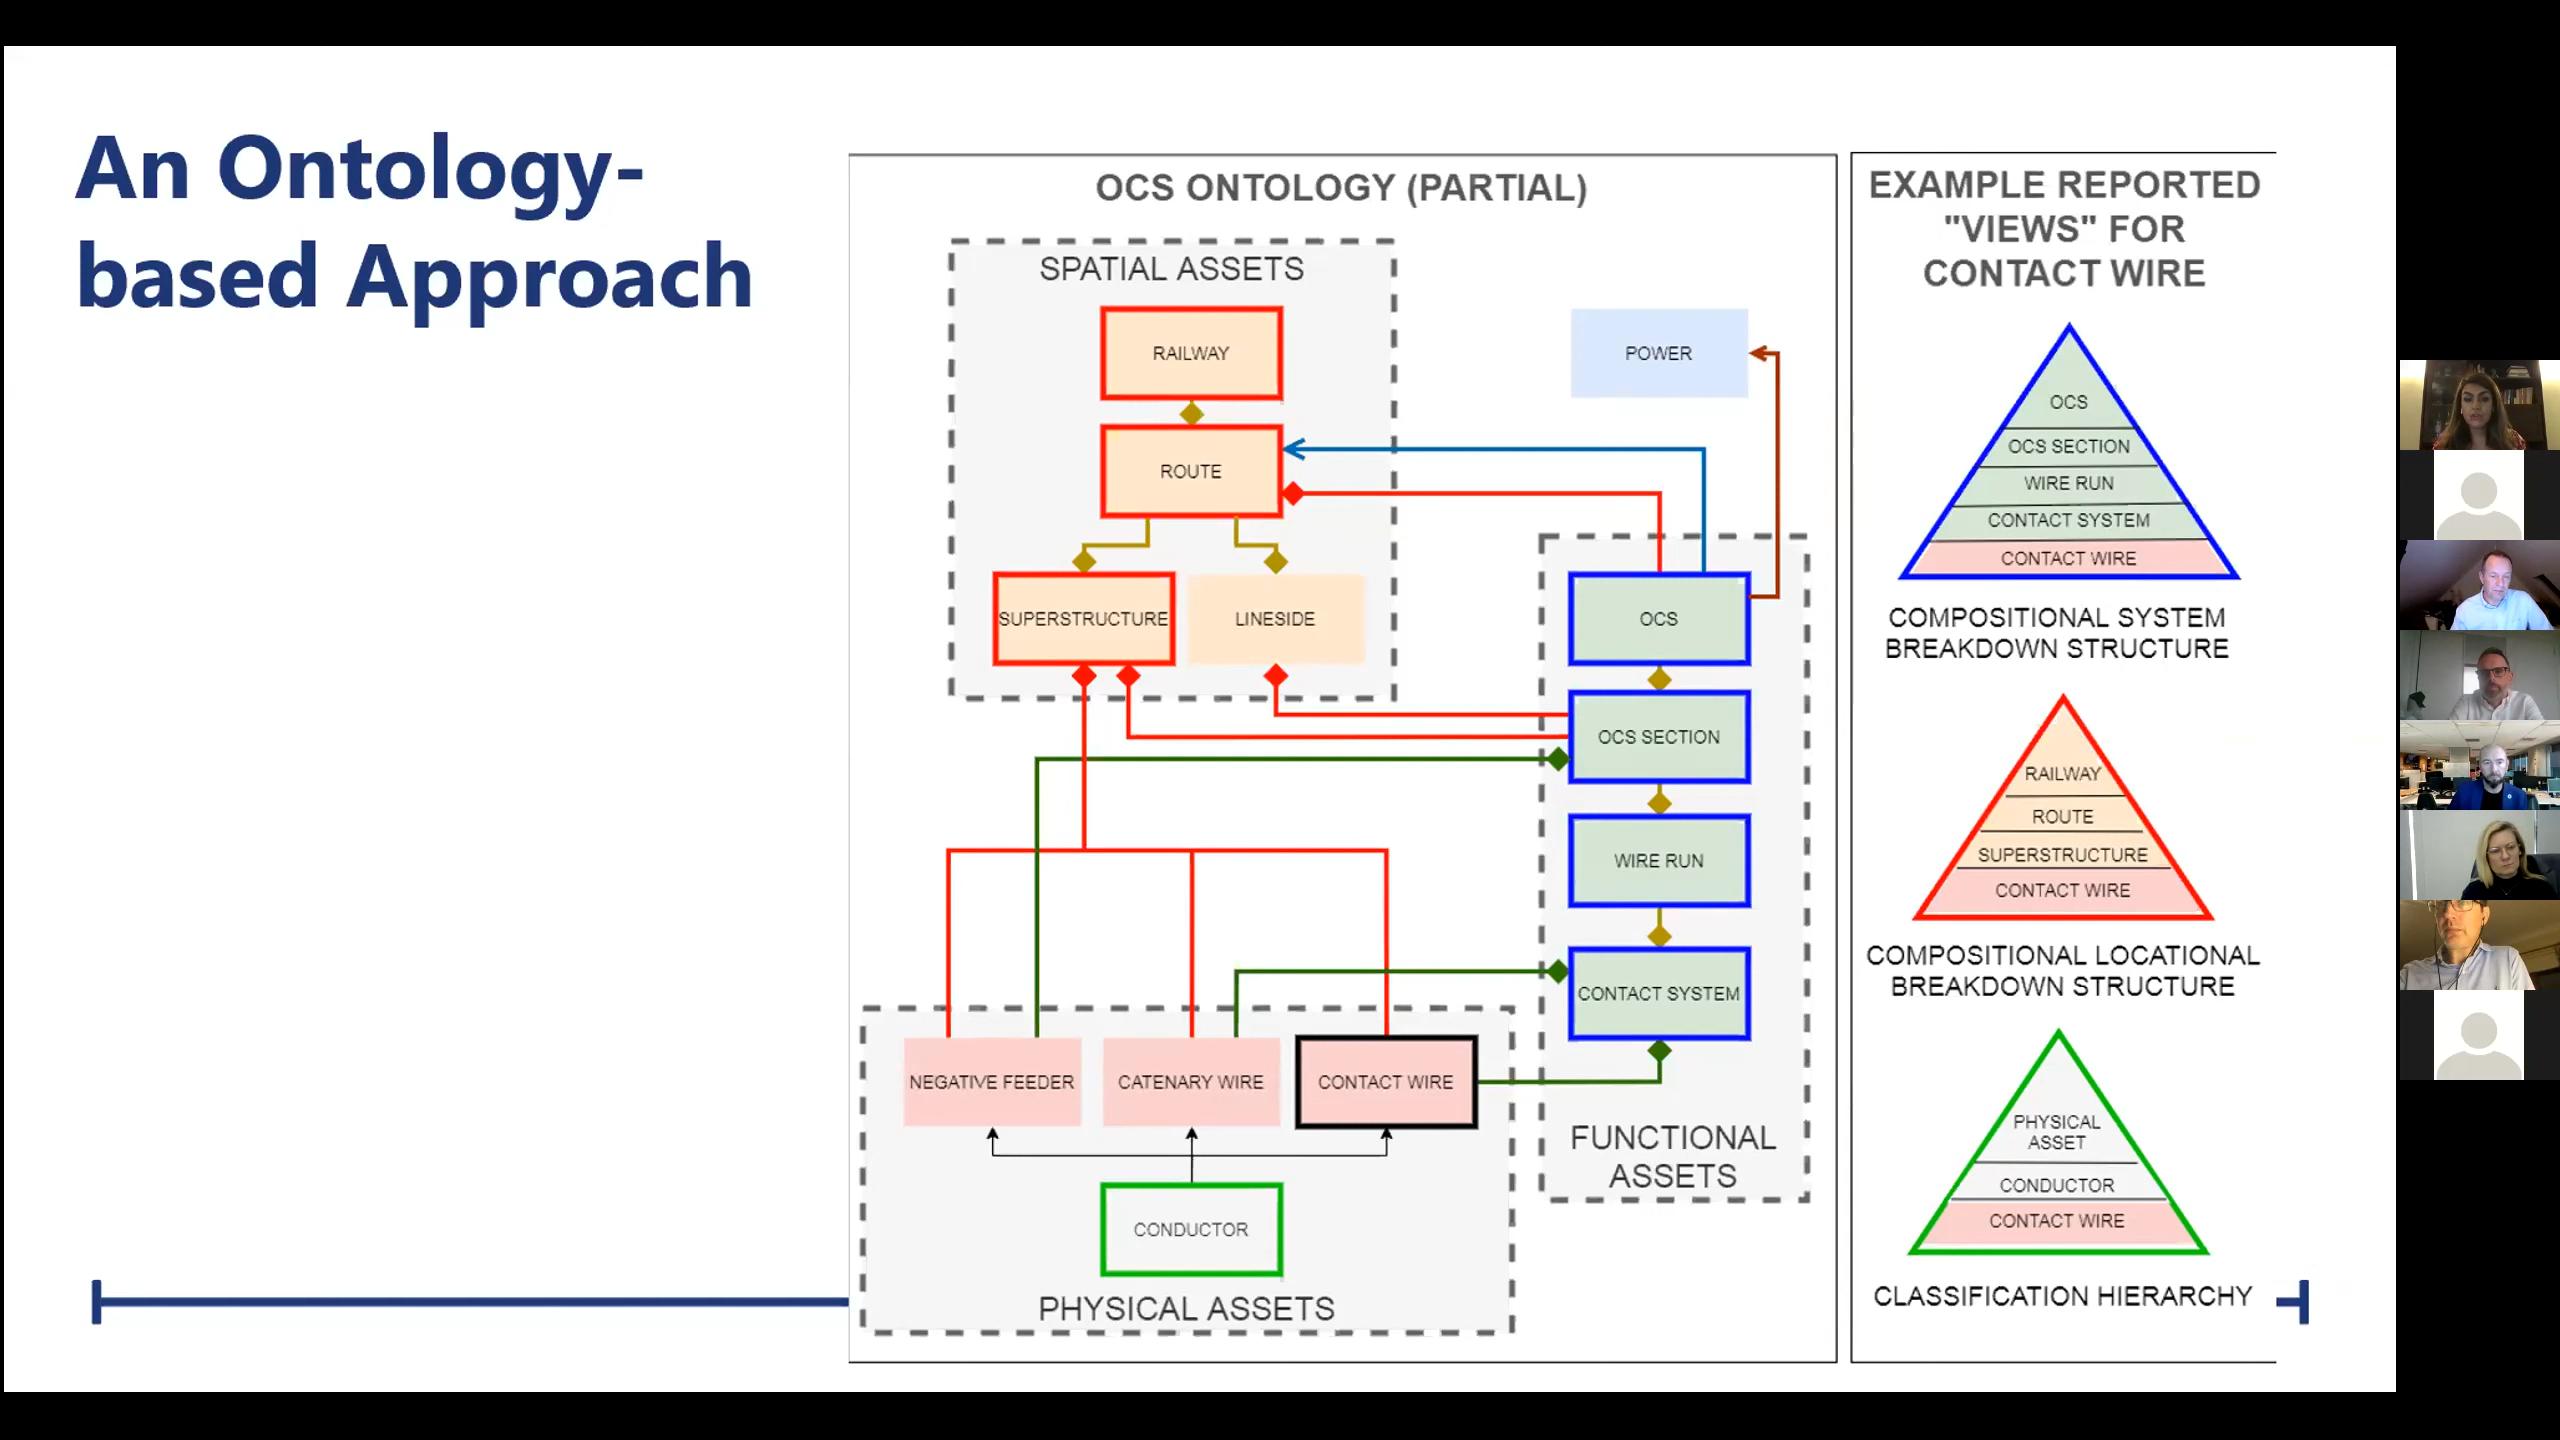 An Ontology-
based Approach
OCS ONTOLOGY (PARTIAL)
SPATIAL ASSETS
RAILWAY
POWER
ROUTE
SUPERSTRUCTURE
LINESIDE
OCS
OCS SECTION
WIRE RUN
CONTACT SYSTEM
NEGATIVE FEEDER
CATENARY WIRE
CONTACT WIRE
FUNCTIONAL
ASSETS
CONDUCTOR
PHYSICAL ASSETS
EXAMPLE REPORTED
"VIEWS" FOR
CONTACT WIRE
OCS
OCS SECTION
WIRE RUN
CONTACT SYSTEM
CONTACT WIRE
COMPOSITIONAL SYSTEM
BREAKDOWN STRUCTURE
RAILWAY
ROUTE
SUPERSTRUCTURE
CONTACT WIRE
COMPOSITIONAL LOCATIONAL
BREAKDOWN STRUCTURE
PHYSICAL
ASSET
CONDUCTOR
CONTACT WIRE
CLASSIFICATION HIERARCHY